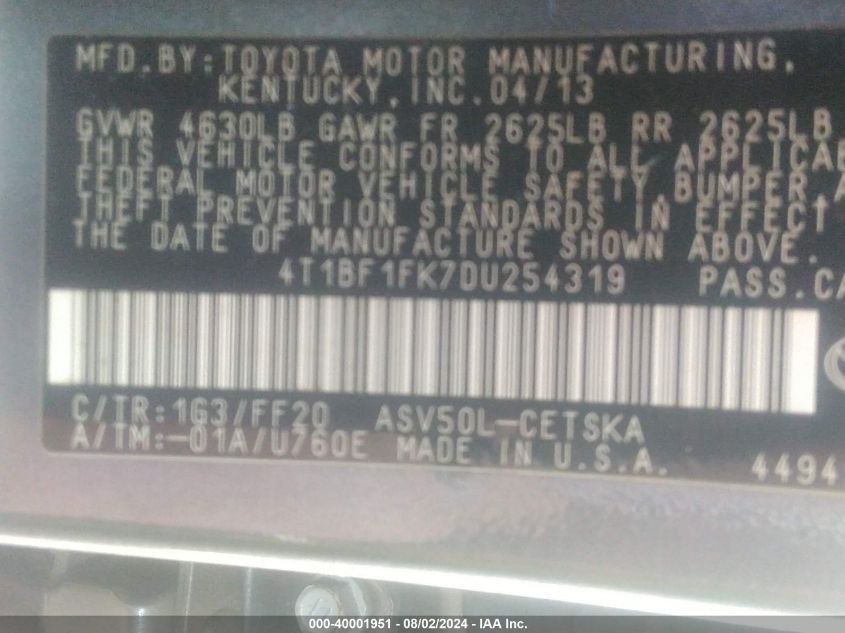 MFD.BY:TOYOTA MOTOR MANUFACTURING,
KENTUCKY,INC.04/13
GVWR 4630LB GAWR FR 2625LB RR 2625LB
THIS VEHICLE CONFORMS TO ALL APPLICAB
FEDERAL MOTOR VEHICLE SAFETY,BUMPER,A
THEFT PREVENTION STANDARDS IN EFFECT
THE DATE OF MANUFACTURE SHOWN ABOVE.
4T1BF1FK7DU254319 PASS.CA
C/TR:1G3/FF20 ASV50L-CETSKA
A/TM:-01A/U760E MADE IN U.S.A. 4494
000-40001951 - 08/02/2024 - IAA Inc.